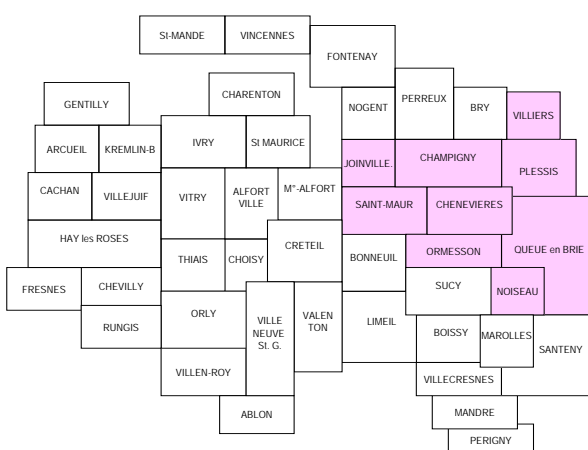 St-MANDE
VINCENNES
FONTENAY
CHARENTON
GENTILLY
NOGENT
PERREUX
BRY
VILLIERS
ARCUEIL
KREMLIN-B
IVRY
St MAURICE
JOINVILLE.
CHAMPIGNY
PLESSIS
CACHAN
VILLEJUIF
VITRY
ALFORT
VILLE
M°-ALFORT
SAINT-MAUR
CHENEVIERES
HAY les ROSES
THIAIS
CHOISY
CRETEIL
BONNEUIL
ORMESSON
QUEUE en BRIE
FRESNES
CHEVILLY
SUCY
NOISEAU
RUNGIS
ORLY
VILLE
NEUVE
St. G.
VALEN
TON
LIMEIL
BOISSY
MAROLLES
SANTENY
VILLEN-ROY
VILLECRESNES
ABLON
MANDRE
PERIGNY